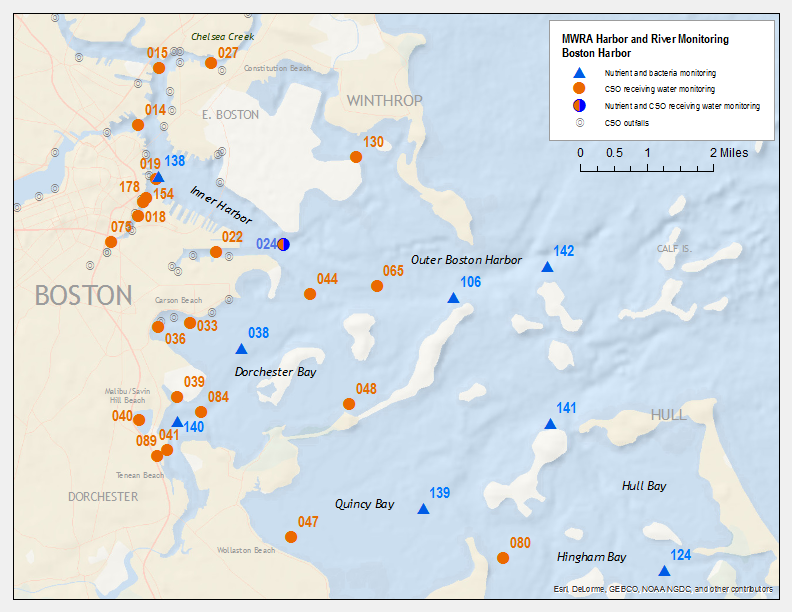 MWRA Harbor and River Monitoring
Boston Harbor
Nutrient and bacteria monitoring
CSO receiving water monitoring
Nutrient and CSO receiving water monitoring
CSO outfalls
0 0.5 1 2 Miles
Chelsea Creek
015
027
Constitution Beach
WINTHROP
014
E. BOSTON
130
019
138
178
154
Inner Harbor
018
075
022
024
Outer Boston Harbor
142
CALF IS.
044
065
106
BOSTON
Carson Beach
033
036
038
Dorchester Bay
039
048
Malibu/Savin
Hill Beach
084
040
140
141
HULL
089
041
Tenean Beach
DORCHESTER
Quincy Bay
139
Hull Bay
047
Wollaston Beach
080
Hingham Bay
124
Esri, DeLorme, GEBCO, NOAA NGDC, and other contributors